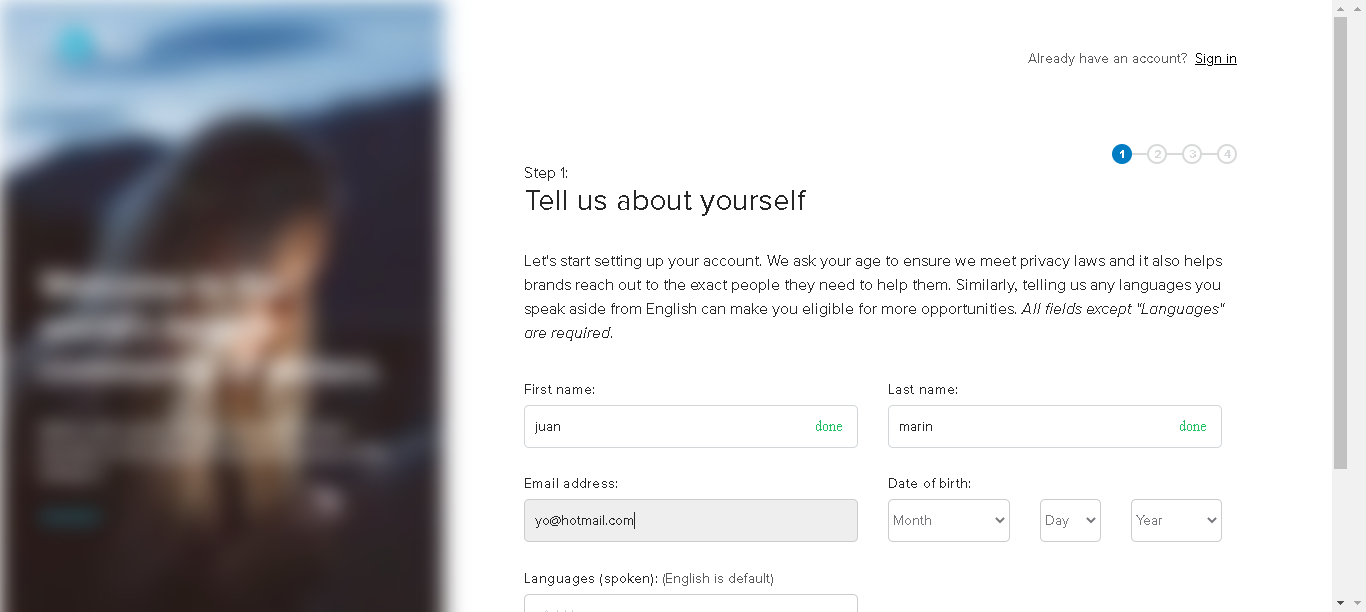 Already have an account? Sign in
1 2 3 4
Step 1:
Tell us about yourself
Let's start setting up your account. We ask your age to ensure we meet privacy laws and it also helps
brands reach out to the exact people they need to help them. Similarly, telling us any languages you
speak aside from English can make you eligible for more opportunities. All fields except "Languages"
are required.
First name: Last name:
juan done marin done
Email address: Date of birth:
yo@hotmail.com Month Day Year
Languages (spoken): (English is default)